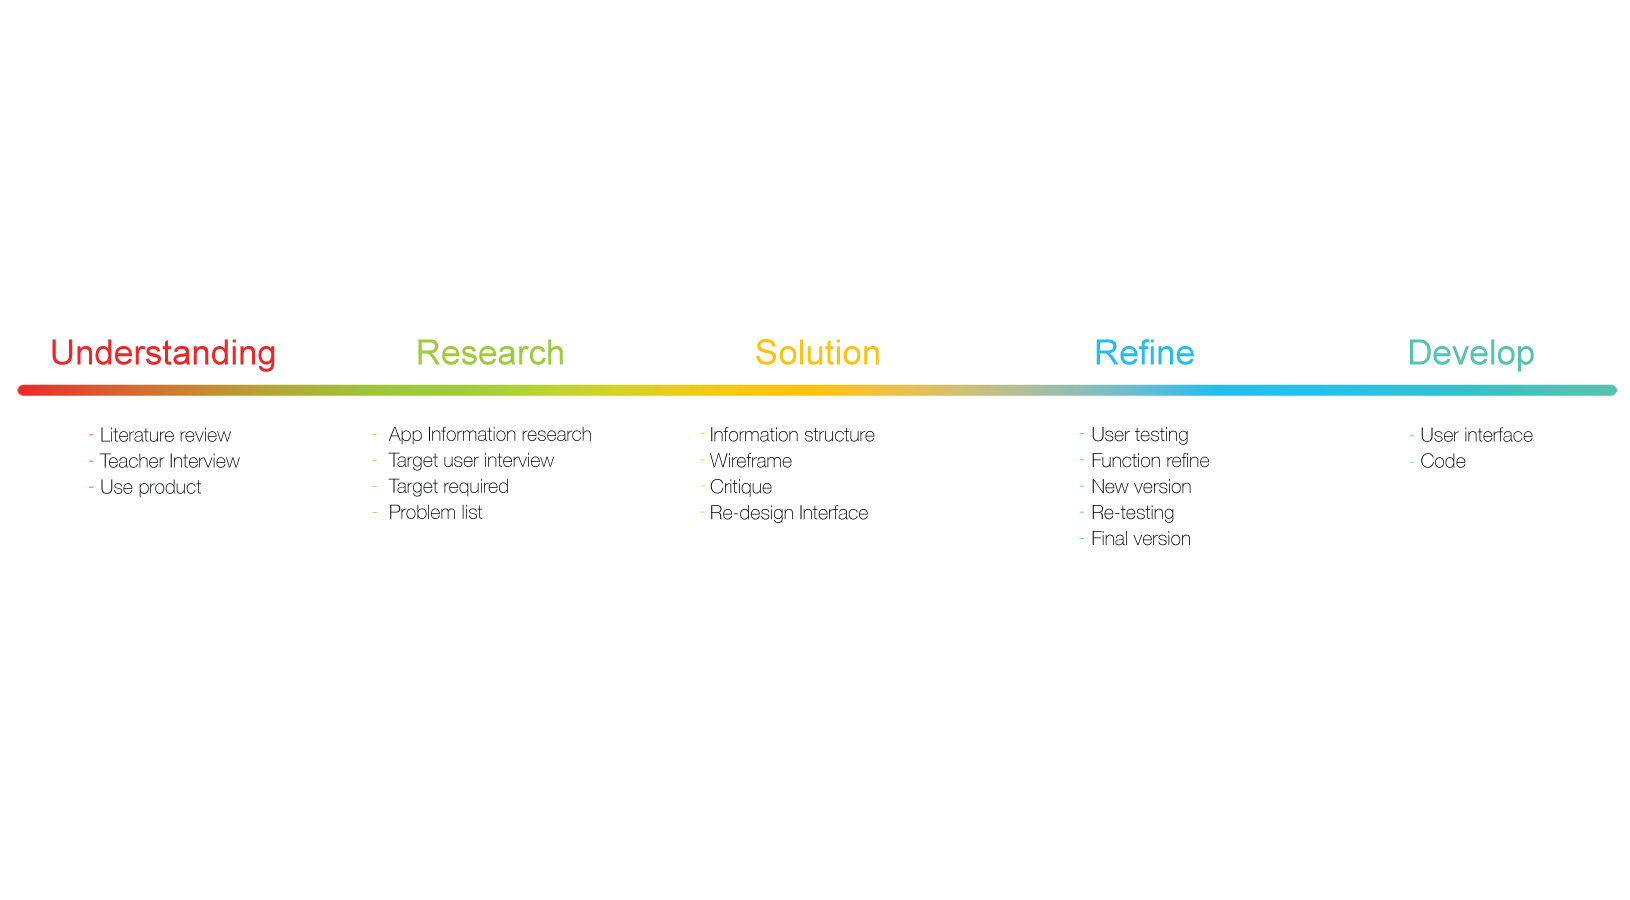 Understanding
- Literature review
- Teacher Interview
- Use product
Research
- App Information research
- Target user interview
- Target required
- Problem list
Solution
- Information structure
- Wireframe
- Critique
- Re-design Interface
Refine
- User testing
- Function refine
- New version
- Re-testing
- Final version
Develop
- User interface
- Code